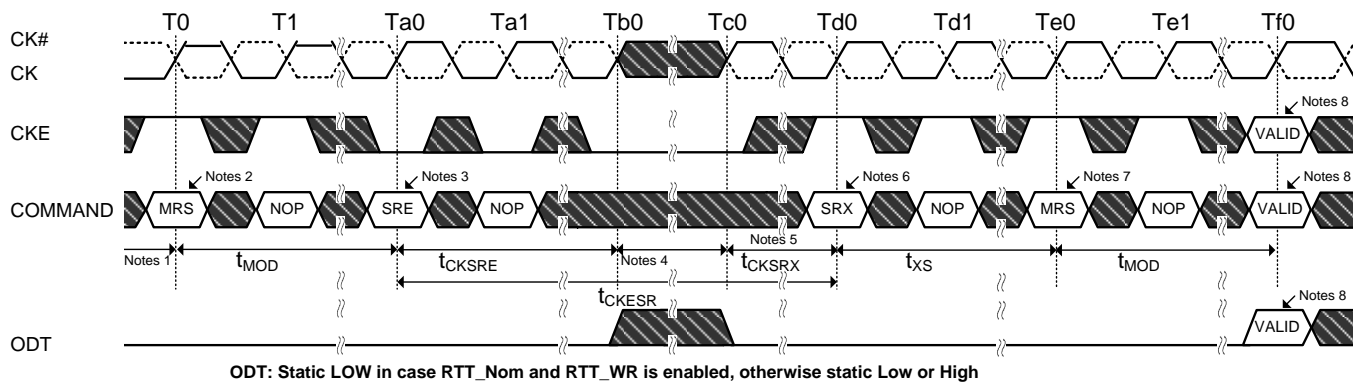 T0 T1 Ta0 Ta1 Tb0 Tc0 Td0 Td1 Te0 Te1 Tf0
CK#
CK
Notes 8
CKE VALID
Notes 2 Notes 3 Notes 6 Notes 7 Notes 8
COMMAND MRS NOP SRE NOP SRX NOP MRS NOP VALID
Notes 1 tMOD tCKSRE Notes 4 Notes 5 tCKSRX tXS tMOD
tCKESR
Notes 8
ODT VALID
ODT: Static LOW in case RTT_Nom and RTT_WR is enabled, otherwise static Low or High